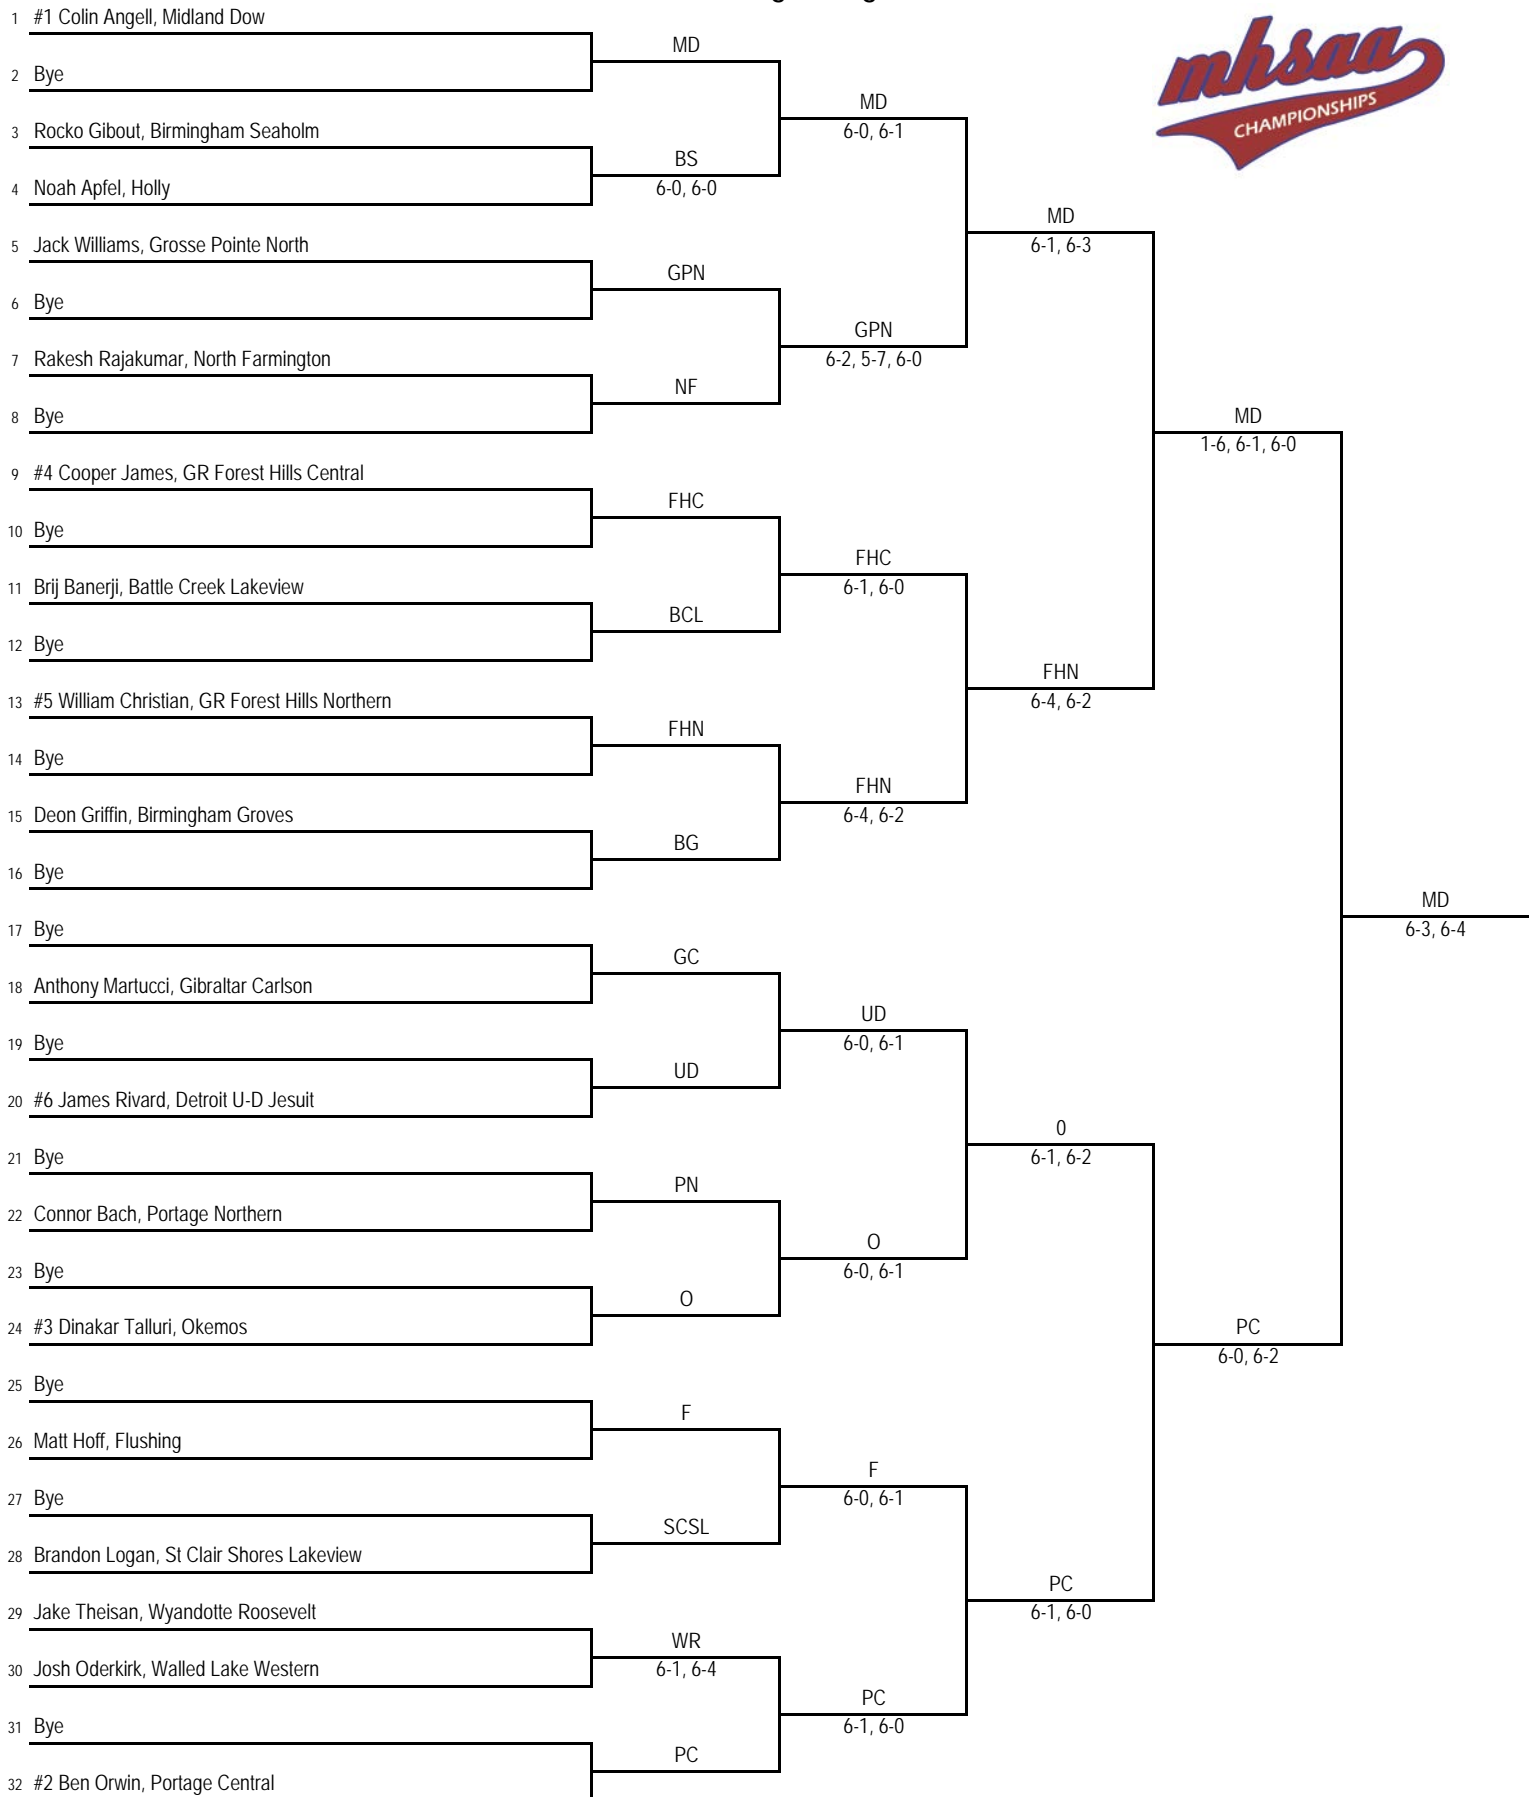 1 #1 Colin Angell, Midland Dow
2 Bye
3 Rocko Gibout, Birmingham Seaholm
4 Noah Apfel, Holly
5 Jack Williams, Grosse Pointe North
6 Bye
7 Rakesh Rajakumar, North Farmington
8 Bye
9 #4 Cooper James, GR Forest Hills Central
10 Bye
11 Brij Banerji, Battle Creek Lakeview
12 Bye
13 #5 William Christian, GR Forest Hills Northern
14 Bye
15 Deon Griffin, Birmingham Groves
16 Bye
17 Bye
18 Anthony Martucci, Gibraltar Carlson
19 Bye
20 #6 James Rivard, Detroit U-D Jesuit
21 Bye
22 Connor Bach, Portage Northern
23 Bye
24 #3 Dinakar Talluri, Okemos
25 Bye
26 Matt Hoff, Flushing
27 Bye
28 Brandon Logan, St Clair Shores Lakeview
29 Jake Theisan, Wyandotte Roosevelt
30 Josh Oderkirk, Walled Lake Western
31 Bye
32 #2 Ben Orwin, Portage Central
MD
BS
6-0, 6-0
GPN
NF
FHC
BCL
FHN
BG
GC
UD
PN
O
F
SCSL
WR
6-1, 6-4
PC
MD
6-0, 6-1
GPN
6-2, 5-7, 6-0
FHC
6-1, 6-0
FHN
6-4, 6-2
UD
6-0, 6-1
O
6-0, 6-1
F
6-0, 6-1
PC
6-1, 6-0
MD
6-1, 6-3
FHN
6-4, 6-2
0
6-1, 6-2
PC
6-1, 6-0
MD
1-6, 6-1, 6-0
PC
6-0, 6-2
MD
6-3, 6-4
mhsaa
CHAMPIONSHIPS